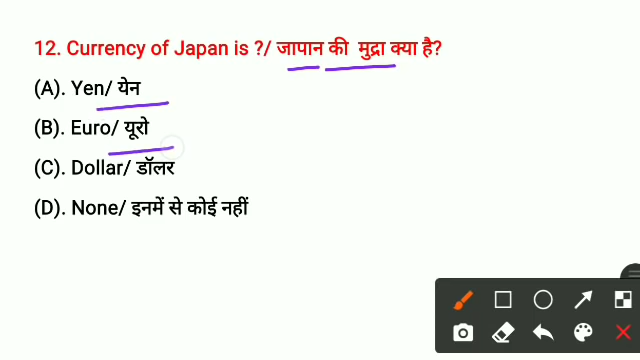 12. Currency of Japan is ?/ जापान की मुद्रा क्या है?
(A). Yen/ येन
(B). Euro/ यूरो
(C). Dollar/ डॉलर
(D). None/ इनमें से कोई नहीं